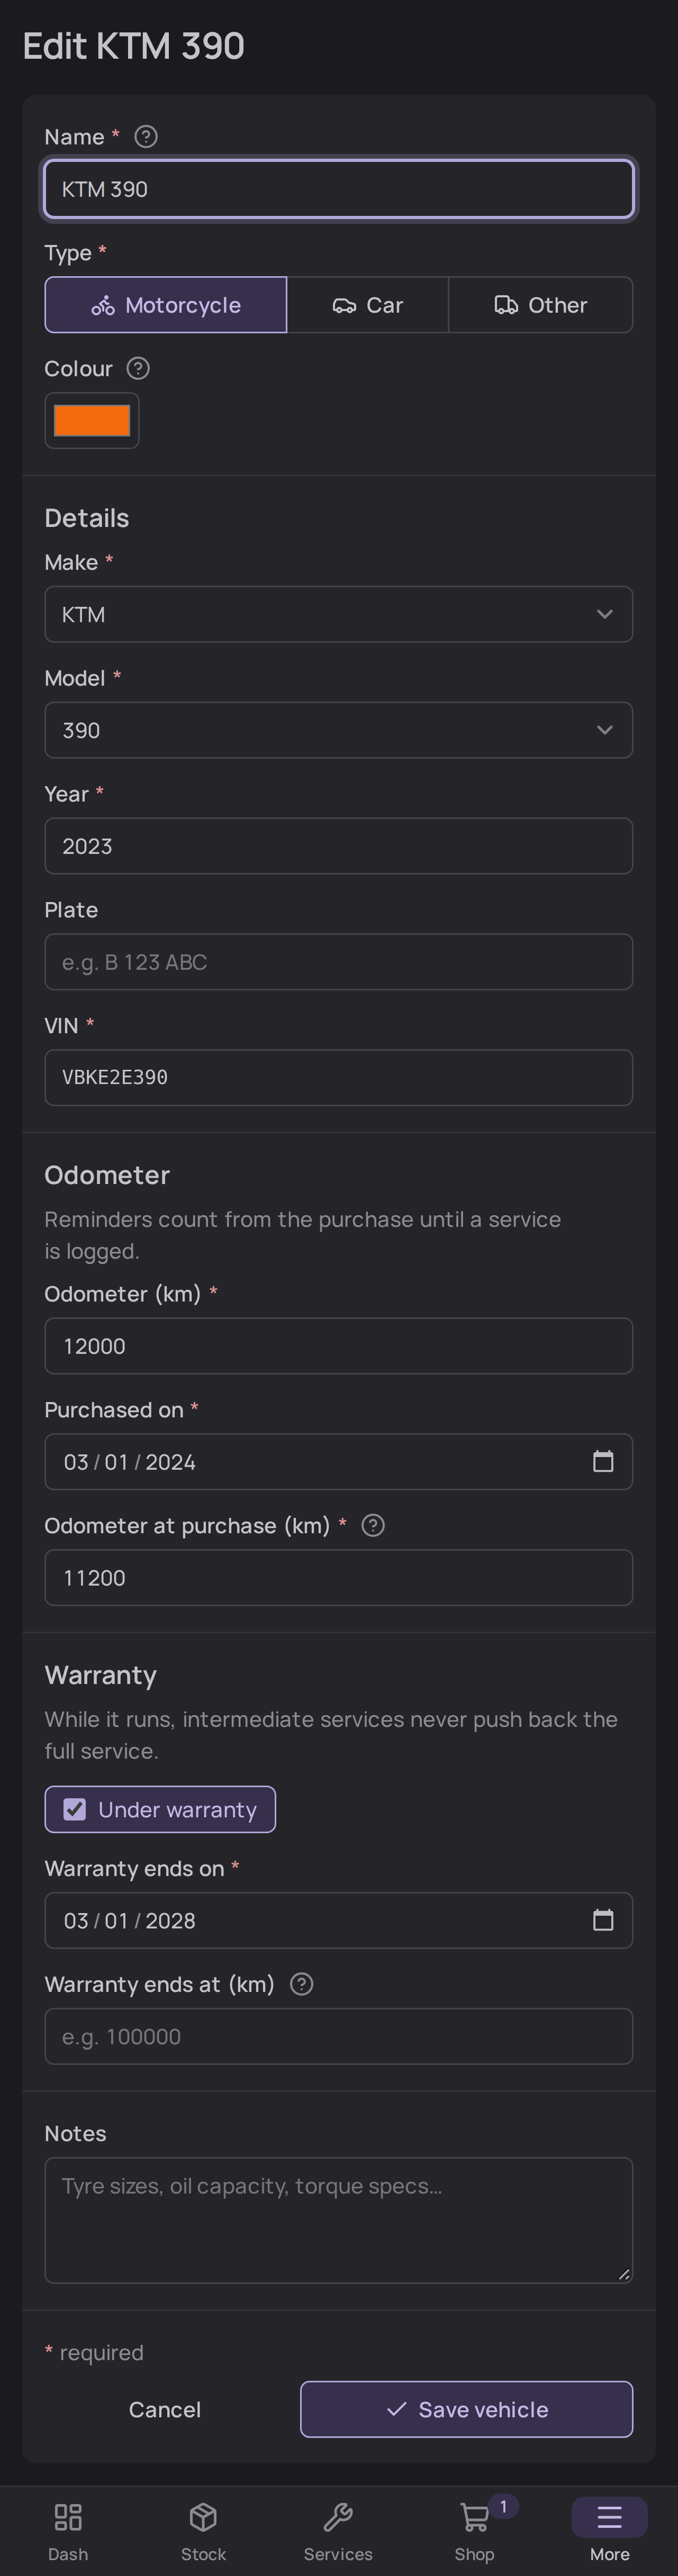 Edit KTM 390
Name *
KTM 390
Type *
Motorcycle
Car
Other
Colour
Details
Make *
KTM
Model *
390
Year *
2023
Plate
e.g. B 123 ABC
VIN *
VBKE2E390
Odometer
Reminders count from the purchase until a service
is logged.
Odometer (km) *
12000
Purchased on *
03/01/2024
Odometer at purchase (km) *
11200
Warranty
While it runs, intermediate services never push back the
full service.
Under warranty
Warranty ends on *
03/01/2028
Warranty ends at (km)
e.g. 100000
Notes
Tyre sizes, oil capacity, torque specs...
* required
Cancel
Save vehicle
1
Dash
Stock
Services
Shop
More